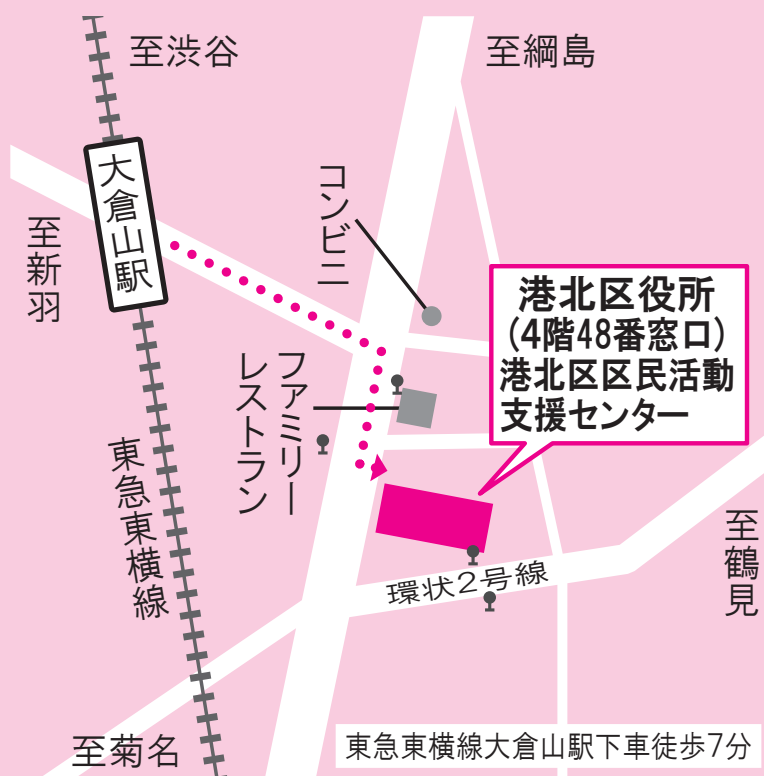 至渋谷
至綱島
大倉山駅
コンビニ
至新羽
港北区役所
(4階48番窓口)
港北区区民活動
支援センター
ファミリー
レストラン
東急東横線
至鶴見
環状2号線
至菊名
東急東横線大倉山駅下車徒歩7分